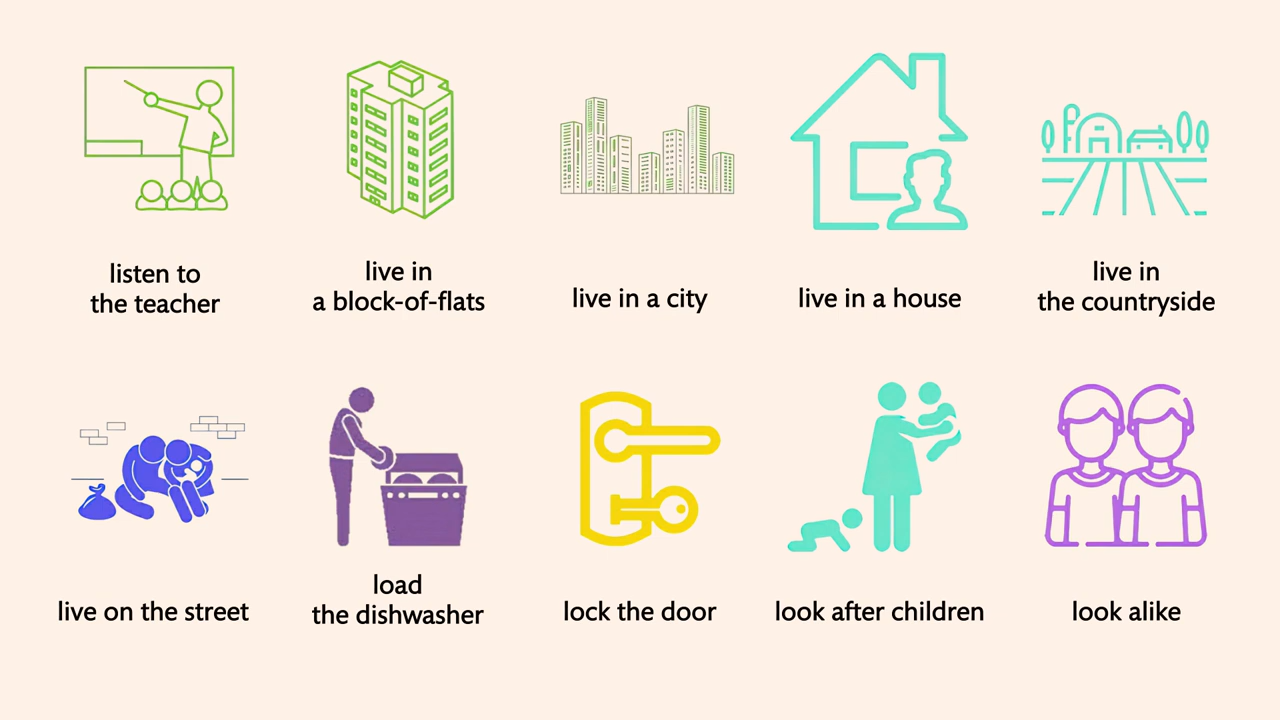 listen to
the teacher
live in
a block-of-flats
live in a city
live in a house
live in
the countryside
live on the street
load
the dishwasher
lock the door
look after children
look alike